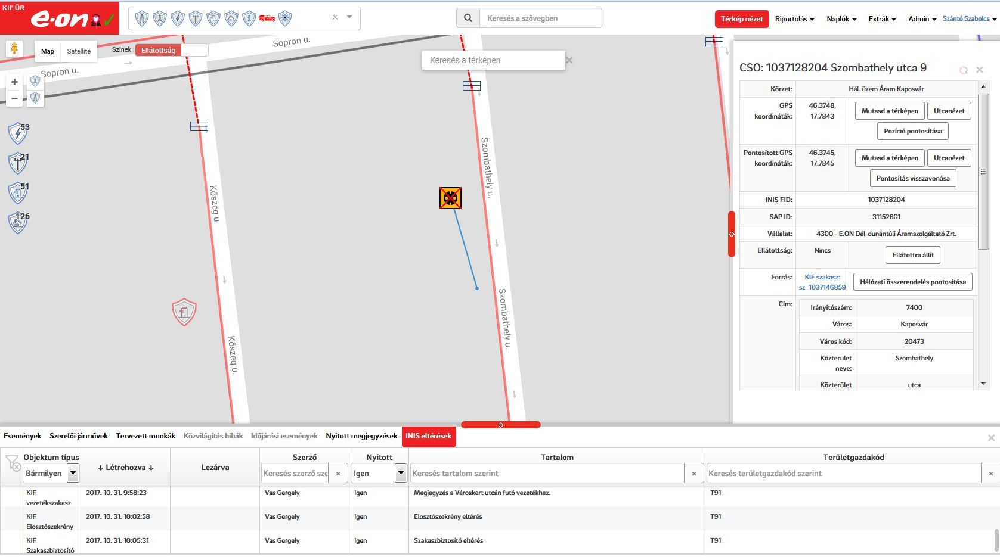 KIF ÜR
e·on
Keresés a szövegben
Térkép nézet
Riportolás
Naplók
Extrák
Admin
Szántó Szabolcs
Map
Satellite
Színek:
Ellátottság
Keresés a térképen
Sopron u.
Sopron u.
53
21
51
126
Kőszeg u.
Kőszeg u.
Szombathely u.
Szombathely u.
CSO: 1037128204 Szombathely utca 9
Körzet:
Hál. üzem Áram Kaposvár
GPS
koordináták:
46.3748,
17.7843
Mutasd a térképen
Utcanézet
Pozíció pontosítása
Pontosított GPS
koordináták:
46.3745,
17.7845
Mutasd a térképen
Utcanézet
Pontosítás visszavonása
INIS FID:
1037128204
SAP ID:
31152601
Vállalat:
4300 - E.ON Dél-dunántúli Áramszolgáltató Zrt.
Ellátottság:
Nincs
Ellátottra állít
Forrás:
KIF szakasz:
sz_1037146859
Hálózati összerendelés pontosítása
Cím:
Irányítószám:
7400
Város:
Kaposvár
Város kód:
20473
Közterület
neve:
Szombathely
Közterület
utca
Események
Szerelői járművek
Tervezett munkák
Közvilágítás hibák
Időjárási események
Nyitott megjegyzések
INIS eltérések
Objektum típus
Bármilyen
↓ Létrehozva ↓
Lezárva
Szerző
Keresés szerző sze
Nyitott
Igen
Tartalom
Keresés tartalom szerint
Területgazdakód
Keresés területgazdakód szerint
KIF
vezetékszakasz
2017. 10. 31. 9:58:23
Vas Gergely
Igen
Megjegyzés a Városkert utcán futó vezetékhez.
T91
KIF
Elosztószekrény
2017. 10. 31. 10:02:58
Vas Gergely
Igen
Elosztószekrény eltérés
T91
KIF
Szakaszbiztosító
2017. 10. 31. 10:05:31
Vas Gergely
Igen
Szakaszbiztosító eltérés
T91